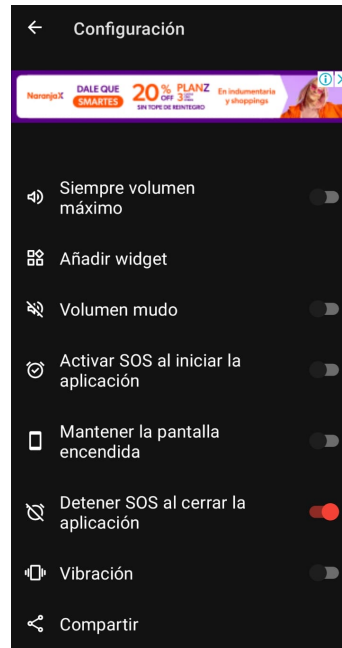 Configuración
NaranjaX
DALE QUE
SMARTES
20% OFF
PLANZ
3
SIN TOPE DE REINTEGRO
En indumentaria
y shoppings
Siempre volumen
máximo
Añadir widget
Volumen mudo
Activar SOS al iniciar la
aplicación
Mantener la pantalla
encendida
Detener SOS al cerrar la
aplicación
Vibración
Compartir